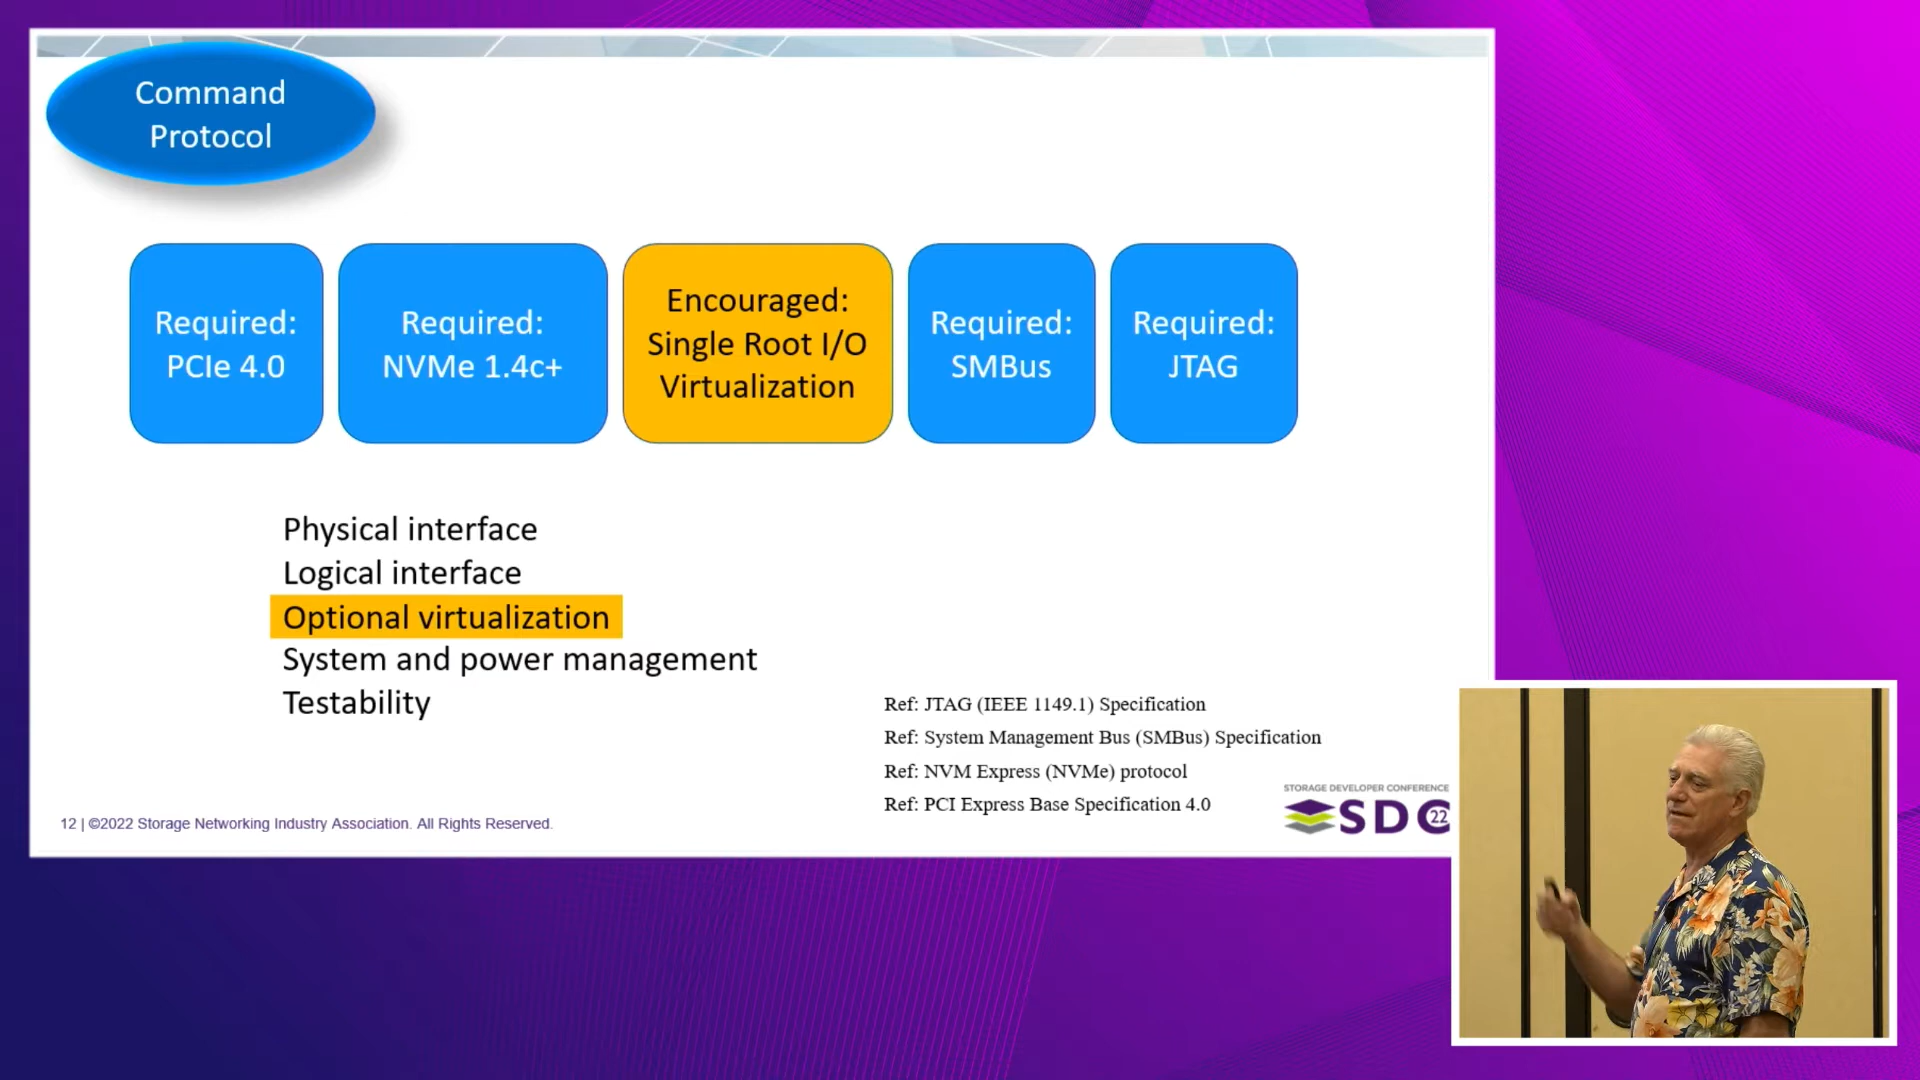 Command
Protocol
Required:
PCIe 4.0
Required:
NVMe 1.4c+
Encouraged:
Single Root I/O
Virtualization
Required:
SMBus
Required:
JTAG
Physical interface
Logical interface
Optional virtualization
System and power management
Testability
Ref: JTAG (IEEE 1149.1) Specification
Ref: System Management Bus (SMBus) Specification
Ref: NVM Express (NVMe) protocol
Ref: PCI Express Base Specification 4.0
12 | ©2022 Storage Networking Industry Association. All Rights Reserved.
STORAGE DEVELOPER CONFERENCE
SDC 22